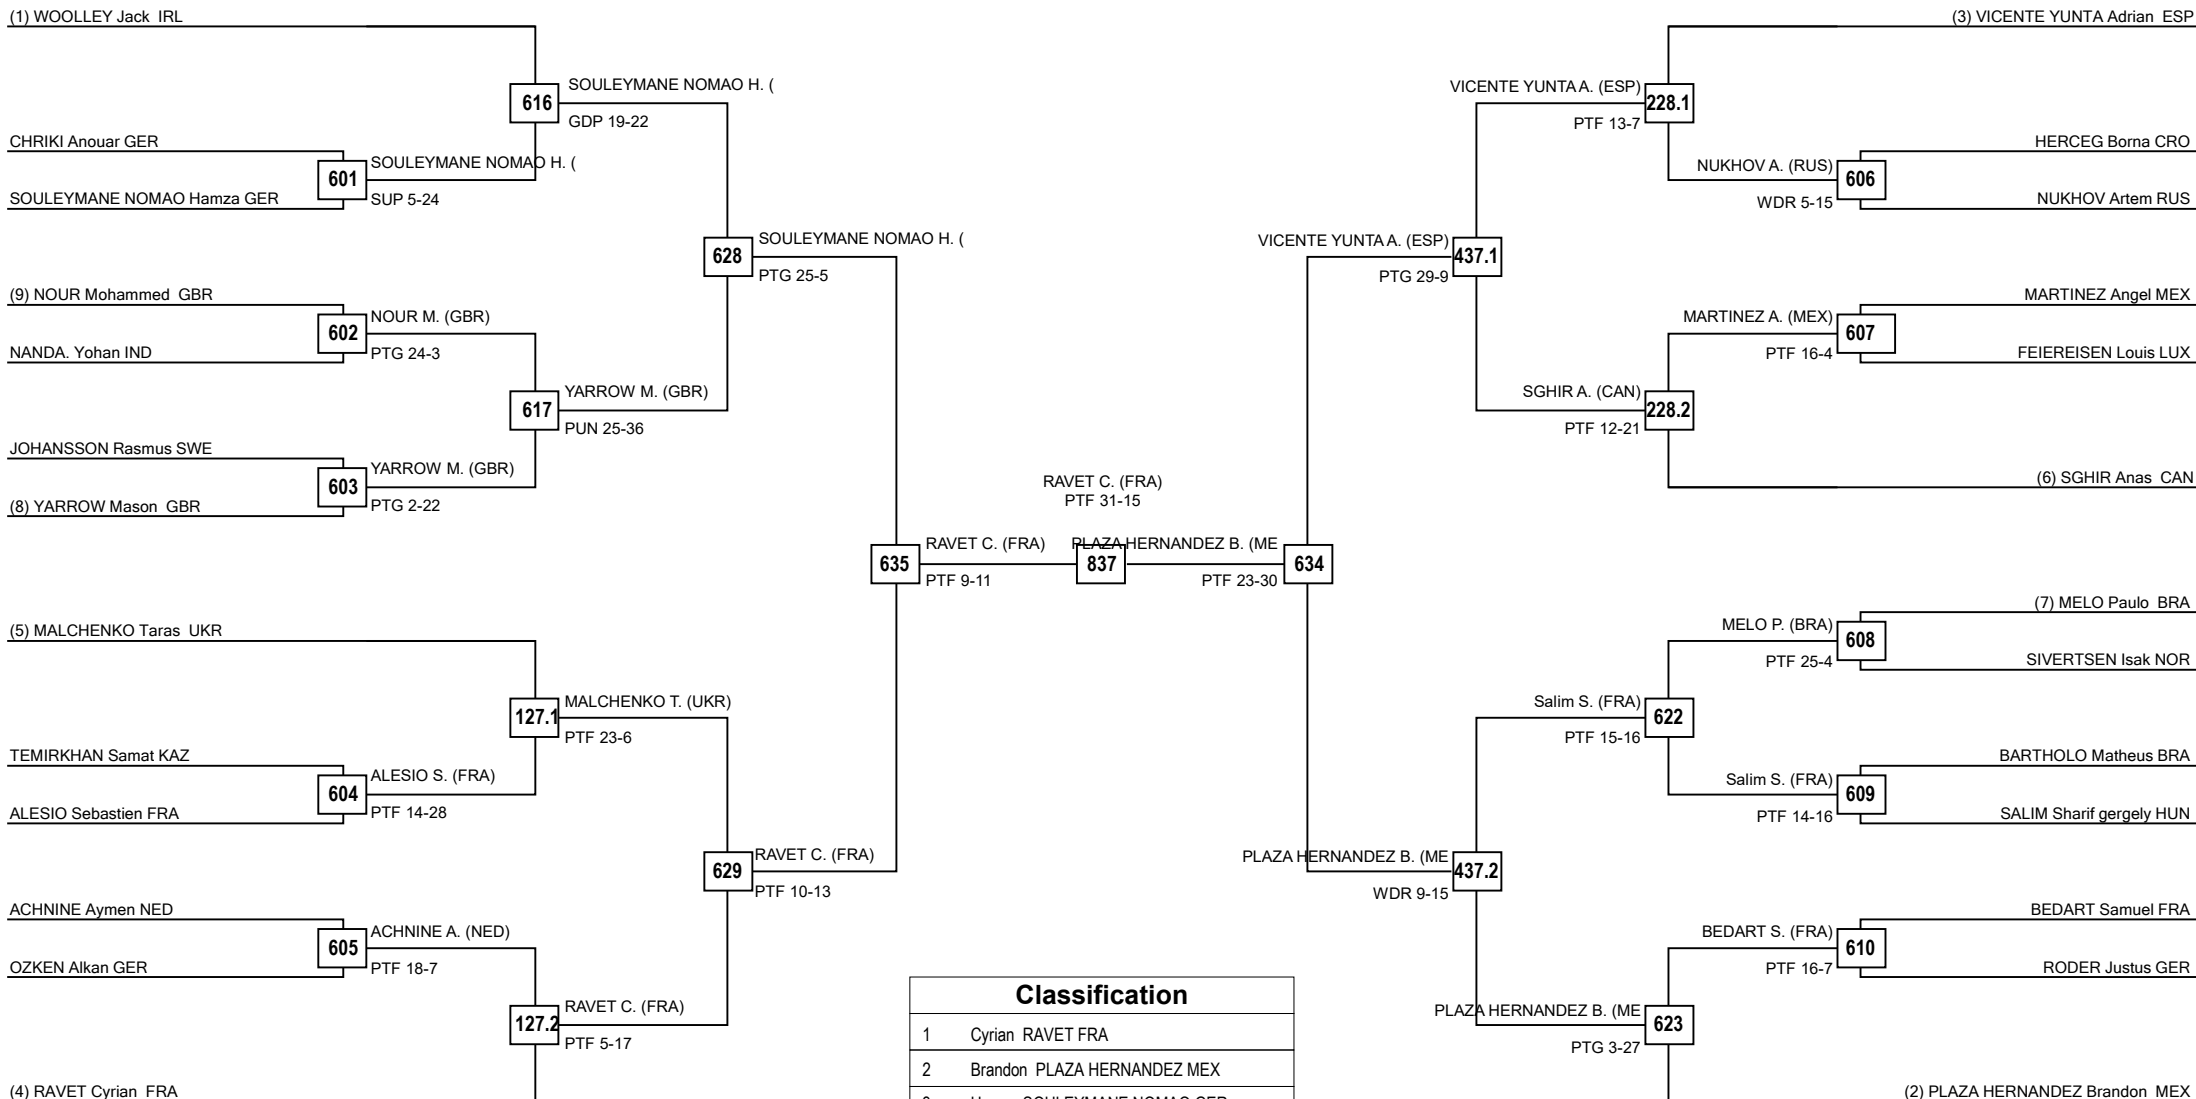 (1) WOOLLEY Jack IRL
616
SOULEYMANE NOMAO H. (
GDP 19-22
CHRIKI Anouar GER
601
SOULEYMANE NOMAO H. (
SOULEYMANE NOMAO Hamza GER
SUP 5-24
628
SOULEYMANE NOMAO H. (
PTG 25-5
(9) NOUR Mohammed GBR
602
NOUR M. (GBR)
NANDA. Yohan IND
PTG 24-3
617
YARROW M. (GBR)
PUN 25-36
JOHANSSON Rasmus SWE
603
YARROW M. (GBR)
(8) YARROW Mason GBR
PTG 2-22
635
RAVET C. (FRA)
PTF 9-11
(5) MALCHENKO Taras UKR
127.1
MALCHENKO T. (UKR)
PTF 23-6
TEMIRKHAN Samat KAZ
604
ALESIO S. (FRA)
ALESIO Sebastien FRA
PTF 14-28
629
RAVET C. (FRA)
PTF 10-13
ACHNINE Aymen NED
605
ACHNINE A. (NED)
OZKEN Alkan GER
PTF 18-7
127.2
RAVET C. (FRA)
PTF 5-17
(4) RAVET Cyrian FRA
RAVET C. (FRA)
PTF 31-15
837
PLAZA HERNANDEZ B. (ME
634
PTF 23-30
(3) VICENTE YUNTA Adrian ESP
VICENTE YUNTA A. (ESP)
228.1
PTF 13-7
HERCEG Borna CRO
NUKHOV A. (RUS)
606
WDR 5-15
NUKHOV Artem RUS
VICENTE YUNTA A. (ESP)
437.1
PTG 29-9
MARTINEZ Angel MEX
MARTINEZ A. (MEX)
607
PTF 16-4
FEIEREISEN Louis LUX
SGHIR A. (CAN)
228.2
PTF 12-21
(6) SGHIR Anas CAN
(7) MELO Paulo BRA
MELO P. (BRA)
608
PTF 25-4
SIVERTSEN Isak NOR
Salim S. (FRA)
622
PTF 15-16
BARTHOLO Matheus BRA
Salim S. (FRA)
609
PTF 14-16
SALIM Sharif gergely HUN
PLAZA HERNANDEZ B. (ME
437.2
WDR 9-15
BEDART Samuel FRA
BEDART S. (FRA)
610
PTF 16-7
RODER Justus GER
PLAZA HERNANDEZ B. (ME
623
PTG 3-27
(2) PLAZA HERNANDEZ Brandon MEX
Classification
1 Cyrian RAVET FRA
2 Brandon PLAZA HERNANDEZ MEX